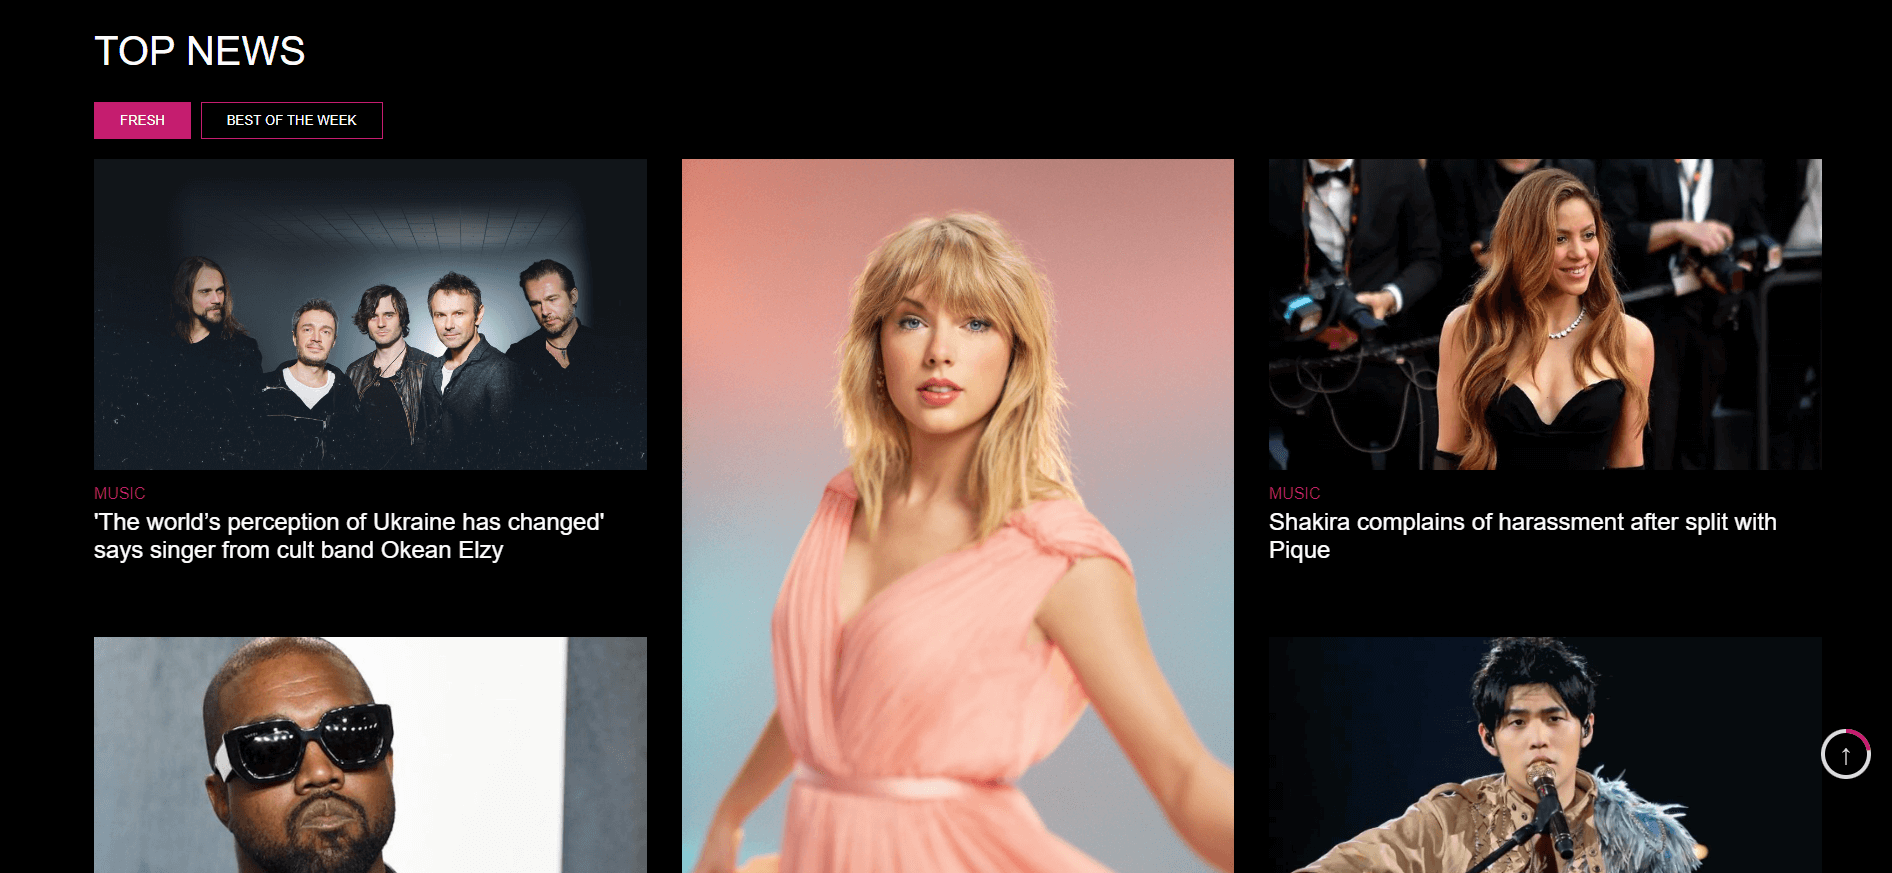 TOP NEWS
FRESH
BEST OF THE WEEK
MUSIC
'The world’s perception of Ukraine has changed'
says singer from cult band Okean Elzy
MUSIC
Shakira complains of harassment after split with
Pique